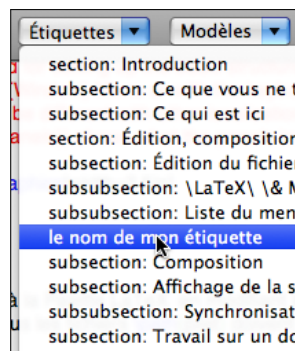 Étiquettes Modèles
section: Introduction
subsection: Ce que vous ne
subsection: Ce qui est ici
section: Édition, composition
subsection: Édition du fichier
subsubsection: \LaTeX\ \&
subsubsection: Liste du men
le nom de mon étiquette
subsection: Composition
subsection: Affichage de la s
subsubsection: Synchronisat
subsection: Travail sur un do